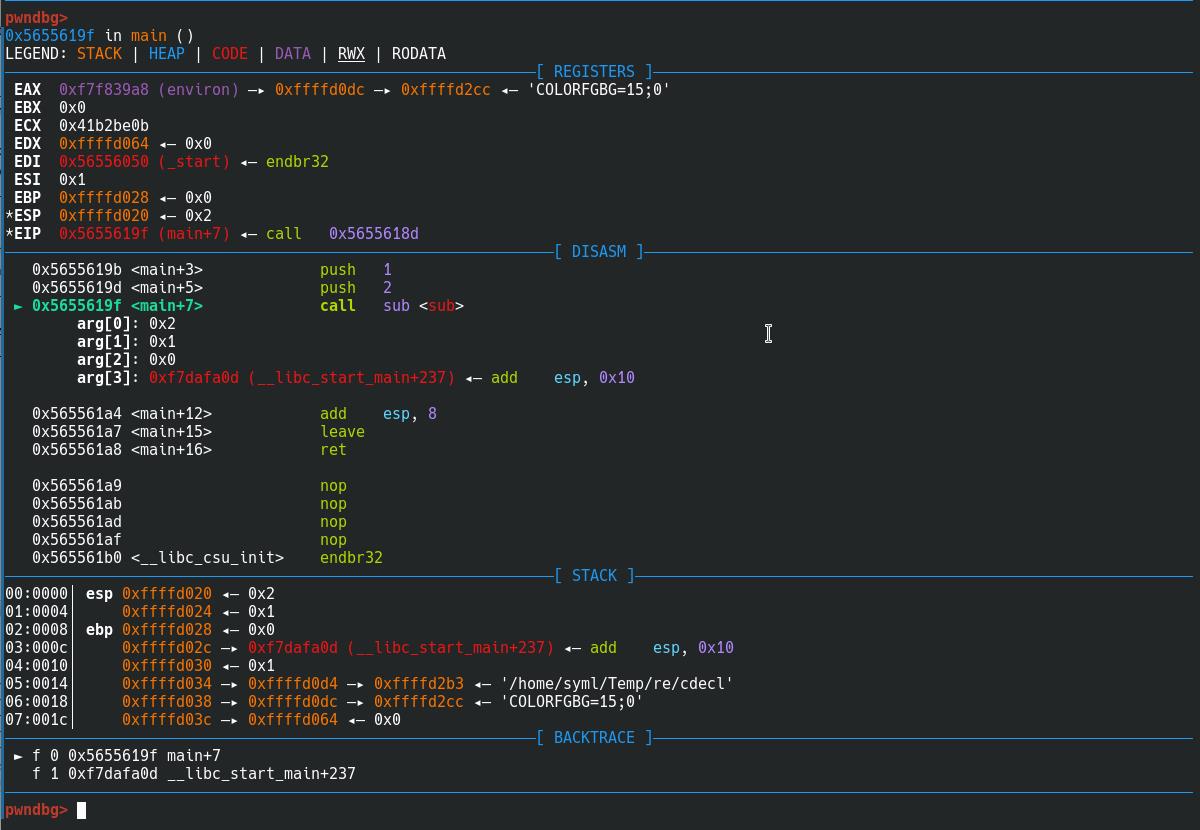 pwndbg>
0x5655619f in main ()
LEGEND: STACK | HEAP | CODE | DATA | RWX | RODATA
[ REGISTERS ]
EAX  0xf7f839a8 (environ) —▸ 0xffffd0dc —▸ 0xffffd2cc ◂— 'COLORFGBG=15;0'
EBX  0x0
ECX  0x41b2be0b
EDX  0xffffd064 ◂— 0x0
EDI  0x56556050 (_start) ◂— endbr32
ESI  0x1
EBP  0xffffd028 ◂— 0x0
*ESP  0xffffd020 ◂— 0x2
*EIP  0x5655619f (main+7) ◂— call   0x5655618d
[ DISASM ]
0x5655619b <main+3>             push   1
0x5655619d <main+5>             push   2
► 0x5655619f <main+7>             call   sub <sub>
arg[0]: 0x2
arg[1]: 0x1
arg[2]: 0x0
arg[3]: 0xf7dafa0d (__libc_start_main+237) ◂— add    esp, 0x10
0x565561a4 <main+12>            add    esp, 8
0x565561a7 <main+15>            leave
0x565561a8 <main+16>            ret
0x565561a9                      nop
0x565561ab                      nop
0x565561ad                      nop
0x565561af                      nop
0x565561b0 <__libc_csu_init>    endbr32
[ STACK ]
00:0000│ esp 0xffffd020 ◂— 0x2
01:0004│     0xffffd024 ◂— 0x1
02:0008│ ebp 0xffffd028 ◂— 0x0
03:000c│     0xffffd02c —▸ 0xf7dafa0d (__libc_start_main+237) ◂— add    esp, 0x10
04:0010│     0xffffd030 ◂— 0x1
05:0014│     0xffffd034 —▸ 0xffffd0d4 —▸ 0xffffd2b3 ◂— '/home/syml/Temp/re/cdecl'
06:0018│     0xffffd038 —▸ 0xffffd0dc —▸ 0xffffd2cc ◂— 'COLORFGBG=15;0'
07:001c│     0xffffd03c —▸ 0xffffd064 ◂— 0x0
[ BACKTRACE ]
► f 0 0x5655619f main+7
f 1 0xf7dafa0d __libc_start_main+237
pwndbg>